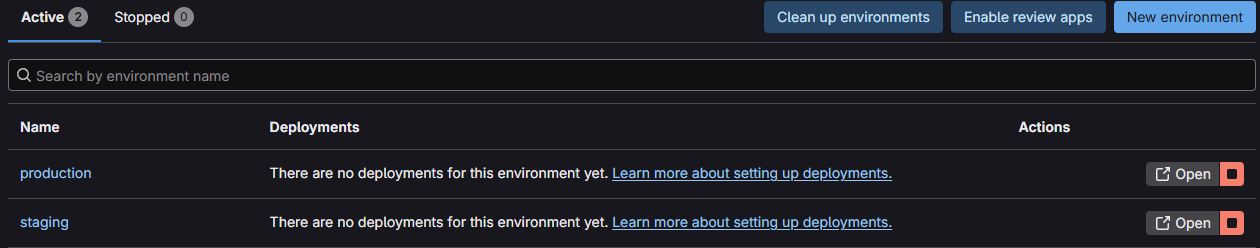 Active 2 Stopped 0 Clean up environments Enable review apps New environment
Search by environment name
Name Deployments Actions
production There are no deployments for this environment yet. Learn more about setting up deployments. Open
staging There are no deployments for this environment yet. Learn more about setting up deployments. Open